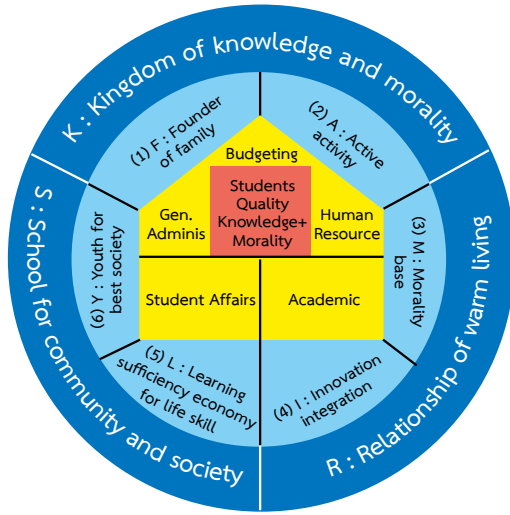 K : Kingdom of knowledge and morality
(1) F : Founder
of family
(2) A : Active
activity
Budgeting
Students
Quality
Knowledge+
Morality
Gen.
Adminis
Human
Resource
(3) M : Morality
base
(6) Y : Youth for
best society
Student Affairs
Academic
(5) L : Learning
sufficiency economy
for life skill
(4) I : Innovation
integration
S : School for community and society
R : Relationship of warm living